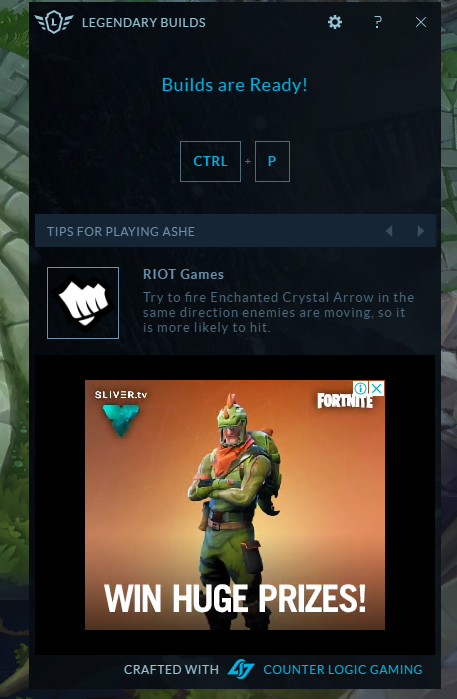 L LEGENDARY BUILDS ?
Builds are Ready!
CTRL + P
TIPS FOR PLAYING ASHE
RIOT Games
Try to fire Enchanted Crystal Arrow in the
same direction enemies are moving, so it
is more likely to hit.
SLIVER.tv
FORTNITE
WIN HUGE PRIZES!
CRAFTED WITH COUNTER LOGIC GAMING